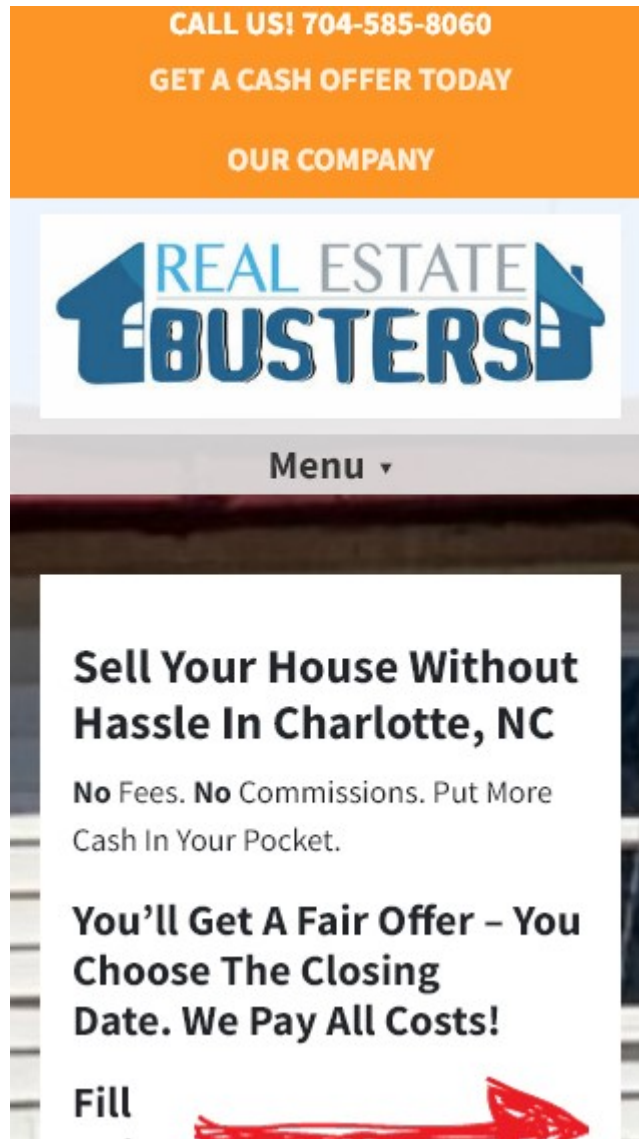 CALL US! 704-585-8060
GET A CASH OFFER TODAY
OUR COMPANY
REAL ESTATE
BUSTERS
Menu ▾
Sell Your House Without
Hassle In Charlotte, NC
No Fees. No Commissions. Put More
Cash In Your Pocket.
You’ll Get A Fair Offer – You
Choose The Closing
Date. We Pay All Costs!
Fill